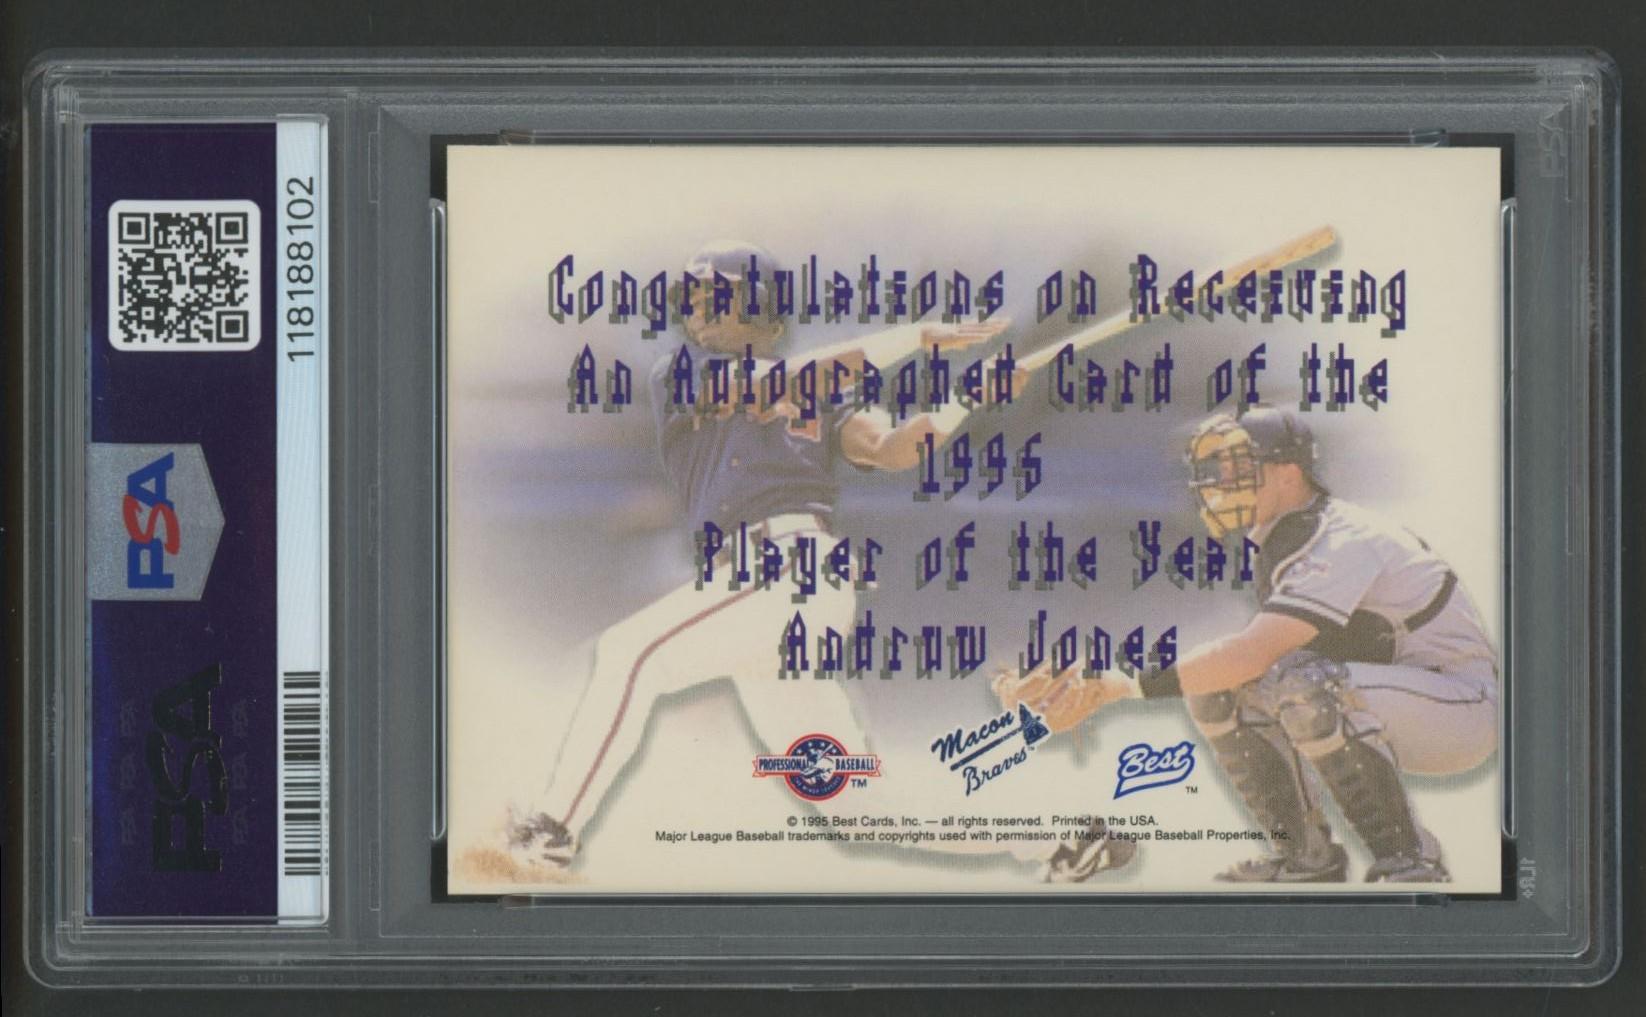 118188102
PSA
PSA
Congratulations on Receiving
An Autographed Card of the
1995
Player of the Year
Andruw Jones
PROFESSIONAL BASEBALL TM
Macon
Braves
Best TM
© 1995 Best Cards, Inc. — all rights reserved. Printed in the USA.
Major League Baseball trademarks and copyrights used with permission of Major League Baseball Properties, Inc.